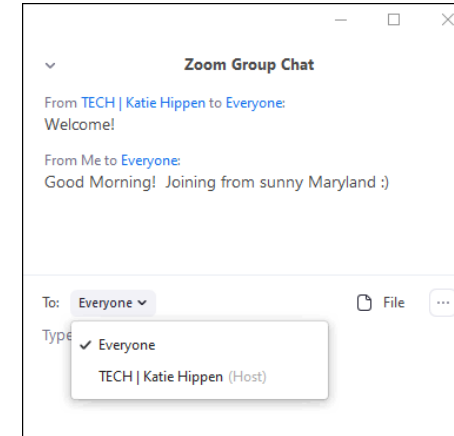 Zoom Group Chat
From TECH | Katie Hippen to Everyone:
Welcome!
From Me to Everyone:
Good Morning!  Joining from sunny Maryland :)
To: Everyone File ...
Type
Everyone
TECH | Katie Hippen (Host)